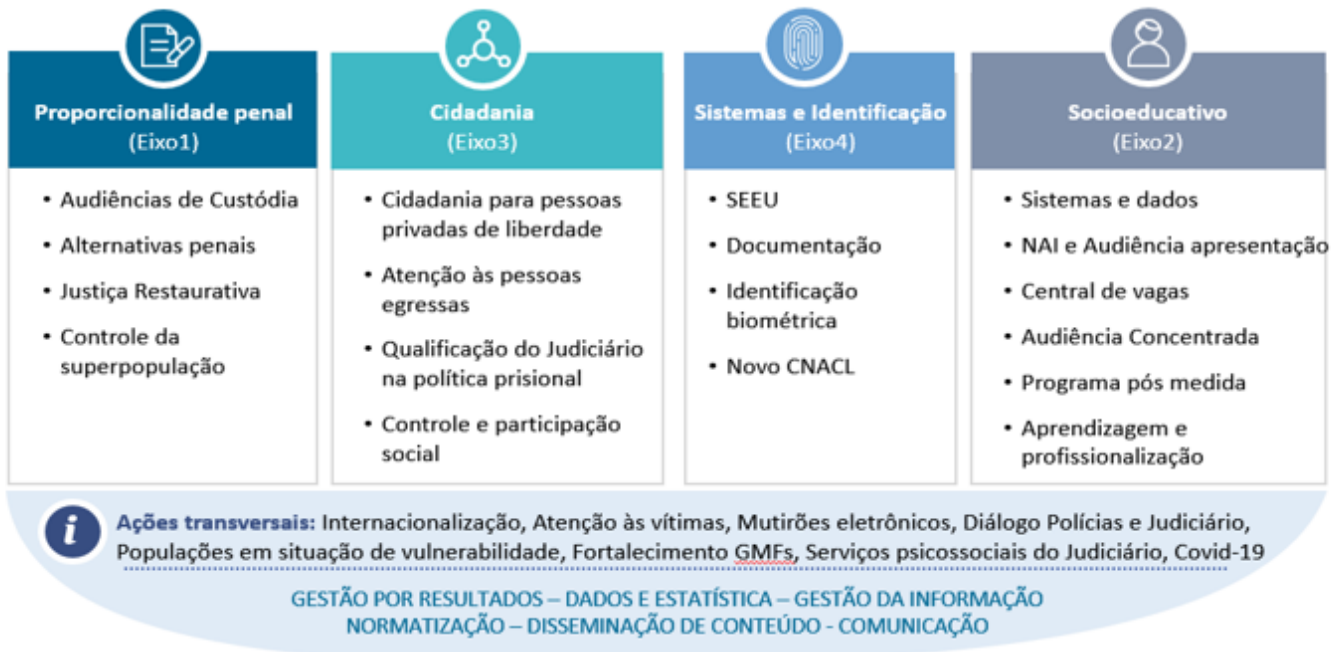 Proporcionalidade penal
(Eixo1)
• Audiências de Custódia
• Alternativas penais
• Justiça Restaurativa
• Controle da
superpopulação
Cidadania
(Eixo3)
• Cidadania para pessoas
privadas de liberdade
• Atenção às pessoas
egressas
• Qualificação do Judiciário
na política prisional
• Controle e participação
social
Sistemas e Identificação
(Eixo4)
• SEEU
• Documentação
• Identificação
biométrica
• Novo CNACL
Socioeducativo
(Eixo2)
• Sistemas e dados
• NAI e Audiência apresentação
• Central de vagas
• Audiência Concentrada
• Programa pós medida
• Aprendizagem e
profissionalização
i
Ações transversais: Internacionalização, Atenção às vítimas, Mutirões eletrônicos, Diálogo Polícias e Judiciário,
Populações em situação de vulnerabilidade, Fortalecimento GMFs, Serviços psicossociais do Judiciário, Covid-19
GESTÃO POR RESULTADOS – DADOS E ESTATÍSTICA – GESTÃO DA INFORMAÇÃO
NORMATIZAÇÃO – DISSEMINAÇÃO DE CONTEÚDO - COMUNICAÇÃO